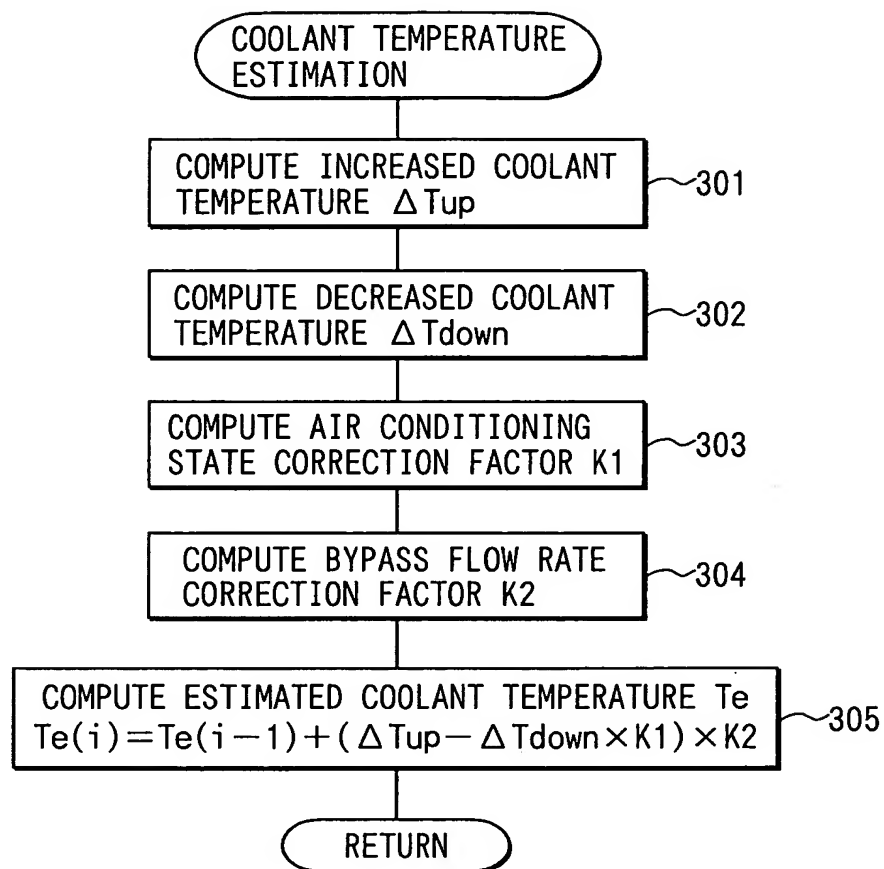 COOLANT TEMPERATURE
ESTIMATION
COMPUTE INCREASED COOLANT
TEMPERATURE ΔTup
301
COMPUTE DECREASED COOLANT
TEMPERATURE ΔTdown
302
COMPUTE AIR CONDITIONING
STATE CORRECTION FACTOR K1
303
COMPUTE BYPASS FLOW RATE
CORRECTION FACTOR K2
304
COMPUTE ESTIMATED COOLANT TEMPERATURE Te
Te(i)=Te(i-1)+(ΔTup-ΔTdown×K1)×K2
305
RETURN